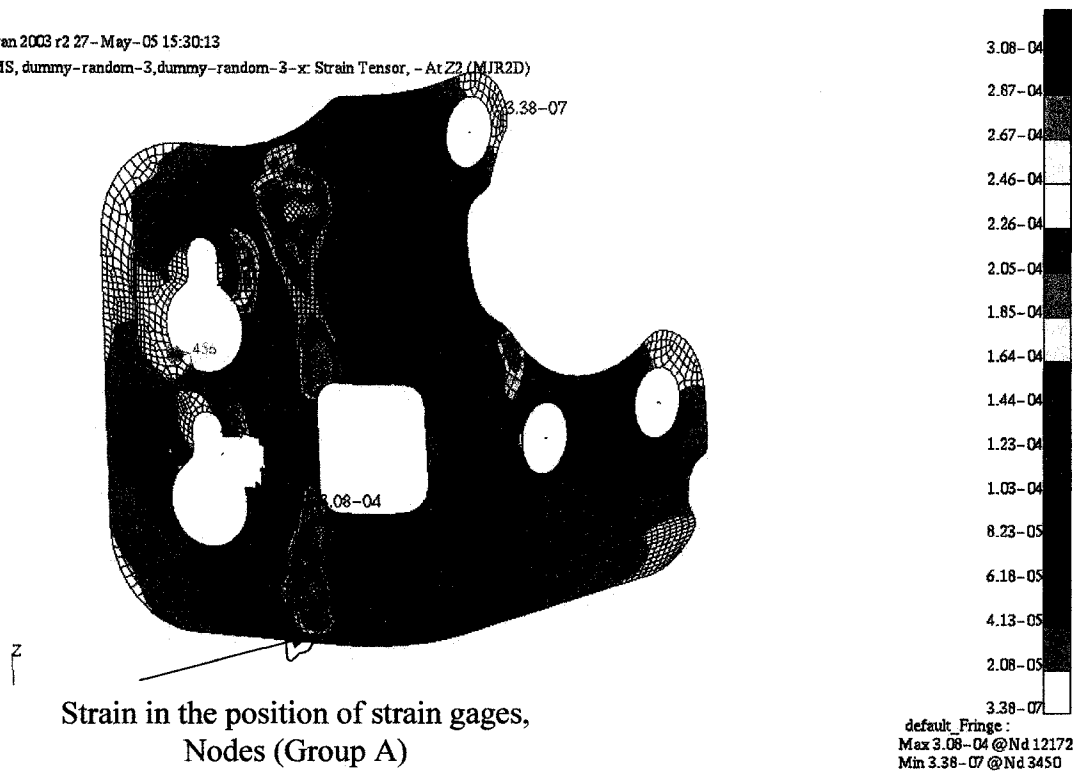 an 2003 r2 27-May-05 15:30:13
MS, dummy-random-3,dummy-random-3-x: Strain Tensor, -At Z2 (MJR2D)
3.38-07
456
.08-04
Z
Strain in the position of strain gages,
Nodes (Group A)
3.08-04
2.87-04
2.67-04
2.46-04
2.26-04
2.05-04
1.85-04
1.64-04
1.44-04
1.23-04
1.03-04
8.23-05
6.18-05
4.13-05
2.08-05
3.38-07
default_Fringe :
Max 3.08-04 @Nd 12172
Min 3.38-07 @Nd 3450